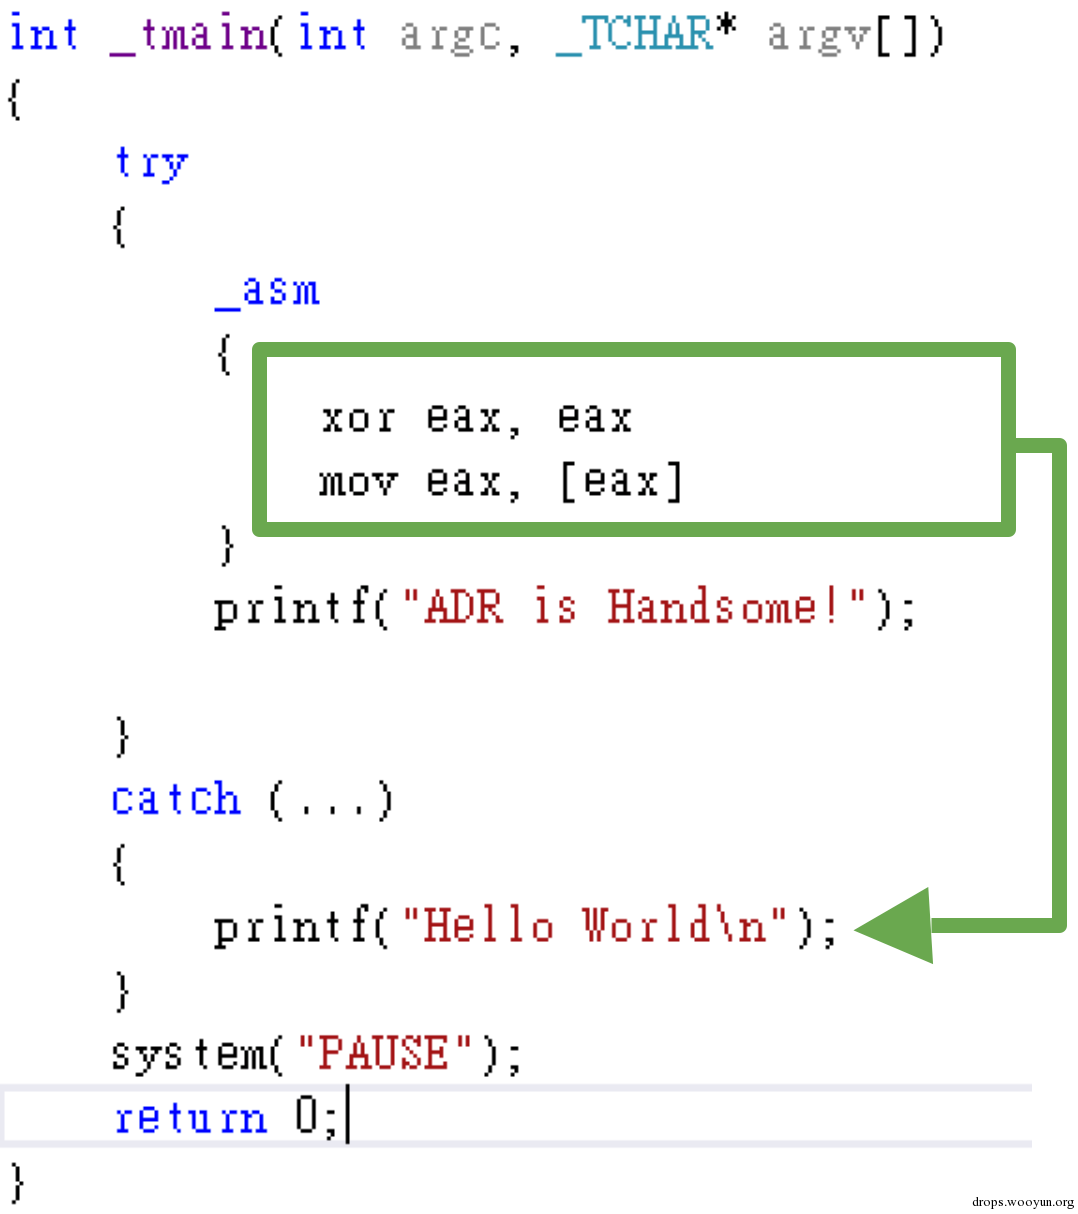 int _tmain(int argc, _TCHAR* argv[])
{
try
{
_asm
{
xor eax, eax
mov eax, [eax]
}
printf("ADR is Handsome!");
}
catch (...)
{
printf("Hello World\n");
}
system("PAUSE");
return 0;
}
drops.wooyun.org